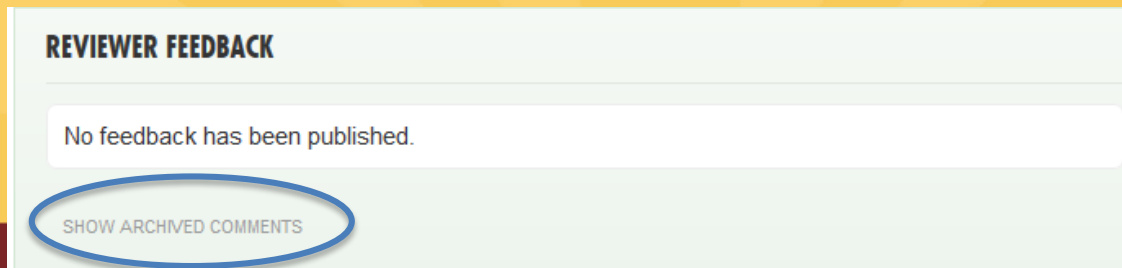 REVIEWER FEEDBACK
No feedback has been published.
SHOW ARCHIVED COMMENTS